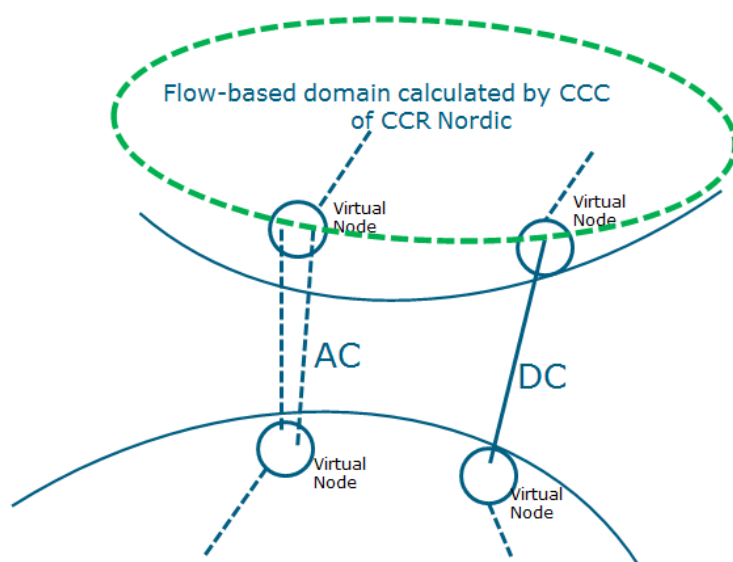 Flow-based domain calculated by CCC
of CCR Nordic
Virtual
Node
Virtual
Node
AC
DC
Virtual
Node
Virtual
Node